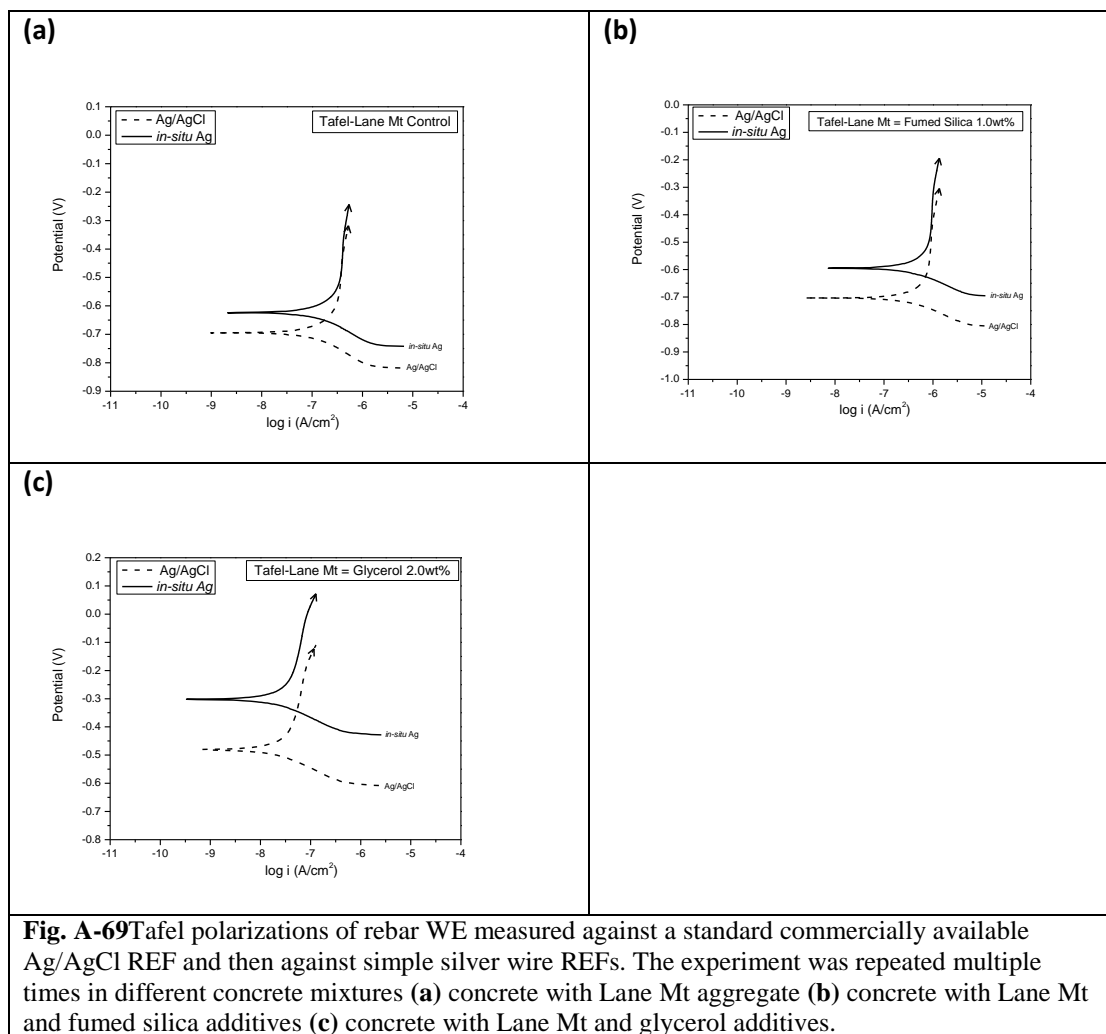 (a)
Ag/AgCl
in-situ Ag
Tafel-Lane Mt Control
0.1
0.0
-0.1
-0.2
-0.3
-0.4
-0.5
-0.6
-0.7
-0.8
-0.9
Potential (V)
in-situ Ag
Ag/AgCl
-11 -10 -9 -8 -7 -6 -5 -4
log i (A/cm²)
(b)
Ag/AgCl
in-situ Ag
Tafel-Lane Mt = Fumed Silica 1.0wt%
0.0
-0.1
-0.2
-0.3
-0.4
-0.5
-0.6
-0.7
-0.8
-0.9
-1.0
Potential (V)
in-situ Ag
Ag/AgCl
-11 -10 -9 -8 -7 -6 -5 -4
log i (A/cm²)
(c)
Ag/AgCl
in-situ Ag
Tafel-Lane Mt = Glycerol 2.0wt%
0.2
0.1
0.0
-0.1
-0.2
-0.3
-0.4
-0.5
-0.6
-0.7
-0.8
Potential (V)
in-situ Ag
Ag/AgCl
-11 -10 -9 -8 -7 -6 -5 -4
log i (A/cm²)
Fig. A-69Tafel polarizations of rebar WE measured against a standard commercially available
Ag/AgCl REF and then against simple silver wire REFs. The experiment was repeated multiple
times in different concrete mixtures (a) concrete with Lane Mt aggregate (b) concrete with Lane Mt
and fumed silica additives (c) concrete with Lane Mt and glycerol additives.